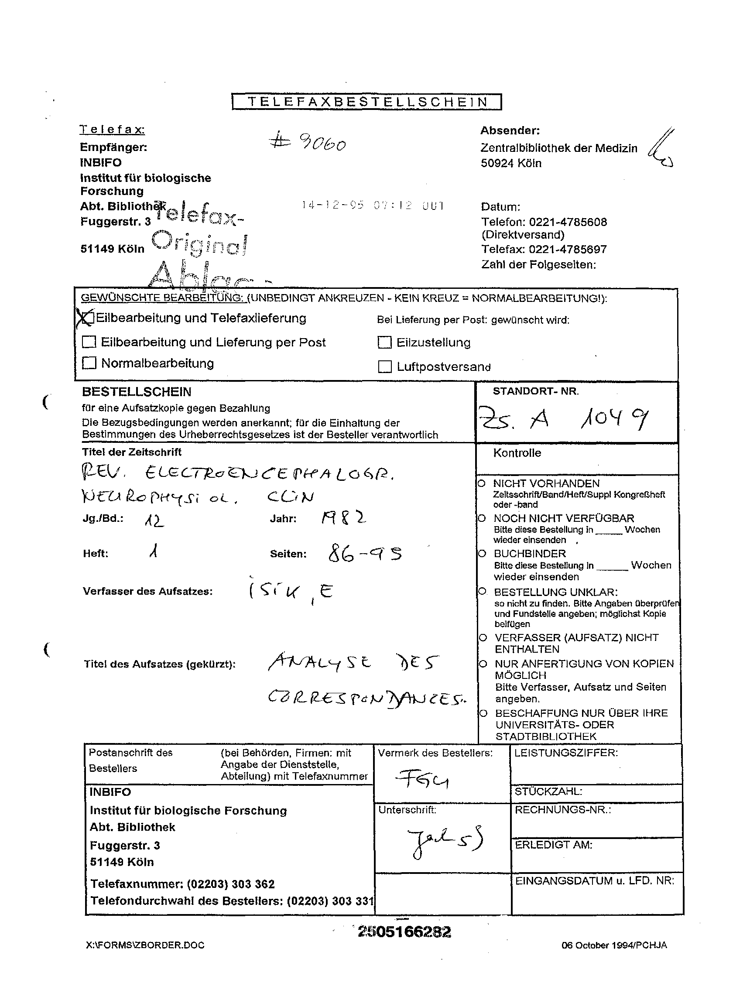 TELEFAXBESTELLSCHEIN
Telefax:
Empfänger:
INBIFO
Institut für biologische
Forschung
Abt. Bibliothek
Fuggerstr. 3
51149 Köln
# 9060
Telefax-
Original
14-12-95 07:12 001
Absender:
Zentralbibliothek der Medizin
50924 Köln
Datum:
Telefon: 0221-4785608
(Direktversand)
Telefax: 0221-4785697
Zahl der Folgeseiten:
GEWÜNSCHTE BEARBEITUNG: (UNBEDINGT ANKREUZEN - KEIN KREUZ = NORMALBEARBEITUNG!):
Eilbearbeitung und Telefaxlieferung
Bei Lieferung per Post: gewünscht wird:
Eilbearbeitung und Lieferung per Post
Eilzustellung
Normalbearbeitung
Luftpostversand
BESTELLSCHEIN
für eine Aufsatzkopie gegen Bezahlung
Die Bezugsbedingungen werden anerkannt; für die Einhaltung der
Bestimmungen des Urheberrechtsgesetzes ist der Besteller verantwortlich
STANDORT- NR.
Zs. A 1049
Titel der Zeitschrift
REV. ELECTROENCEPHALOGR.
NEUROPHYSIOL. CLIN
Jg./Bd.: 12 Jahr: 1982
Heft: 1 Seiten: 86-95
Verfasser des Aufsatzes: ISIK, E
Titel des Aufsatzes (gekürzt): ANALYSE DES
CORRESPONDANCES.
Kontrolle
O NICHT VORHANDEN
Zeitsschrift/Band/Heft/Suppl Kongreßheft
oder -band
O NOCH NICHT VERFÜGBAR
Bitte diese Bestellung in _____ Wochen
wieder einsenden
O BUCHBINDER
Bitte diese Bestellung in _____ Wochen
wieder einsenden
O BESTELLUNG UNKLAR:
so nicht zu finden. Bitte Angaben überprüfen
und Fundstelle angeben; möglichst Kopie
beifügen
O VERFASSER (AUFSATZ) NICHT
ENTHALTEN
O NUR ANFERTIGUNG VON KOPIEN
MÖGLICH
Bitte Verfasser, Aufsatz und Seiten
angeben.
O BESCHAFFUNG NUR ÜBER IHRE
UNIVERSITÄTS- ODER
STADTBIBLIOTHEK
Postanschrift des
Bestellers
(bei Behörden, Firmen: mit
Angabe der Dienststelle,
Abteilung) mit Telefaxnummer
Vermerk des Bestellers:
LEISTUNGSZIFFER:
INBIFO
Institut für biologische Forschung
Abt. Bibliothek
Fuggerstr. 3
51149 Köln
Telefaxnummer: (02203) 303 362
Telefondurchwahl des Bestellers: (02203) 303 331
Unterschrift:
STÜCKZAHL:
RECHNUNGS-NR.:
ERLEDIGT AM:
EINGANGSDATUM u. LFD. NR:
2505166282
X:\FORMS\ZBORDER.DOC
06 October 1994/PCHJA